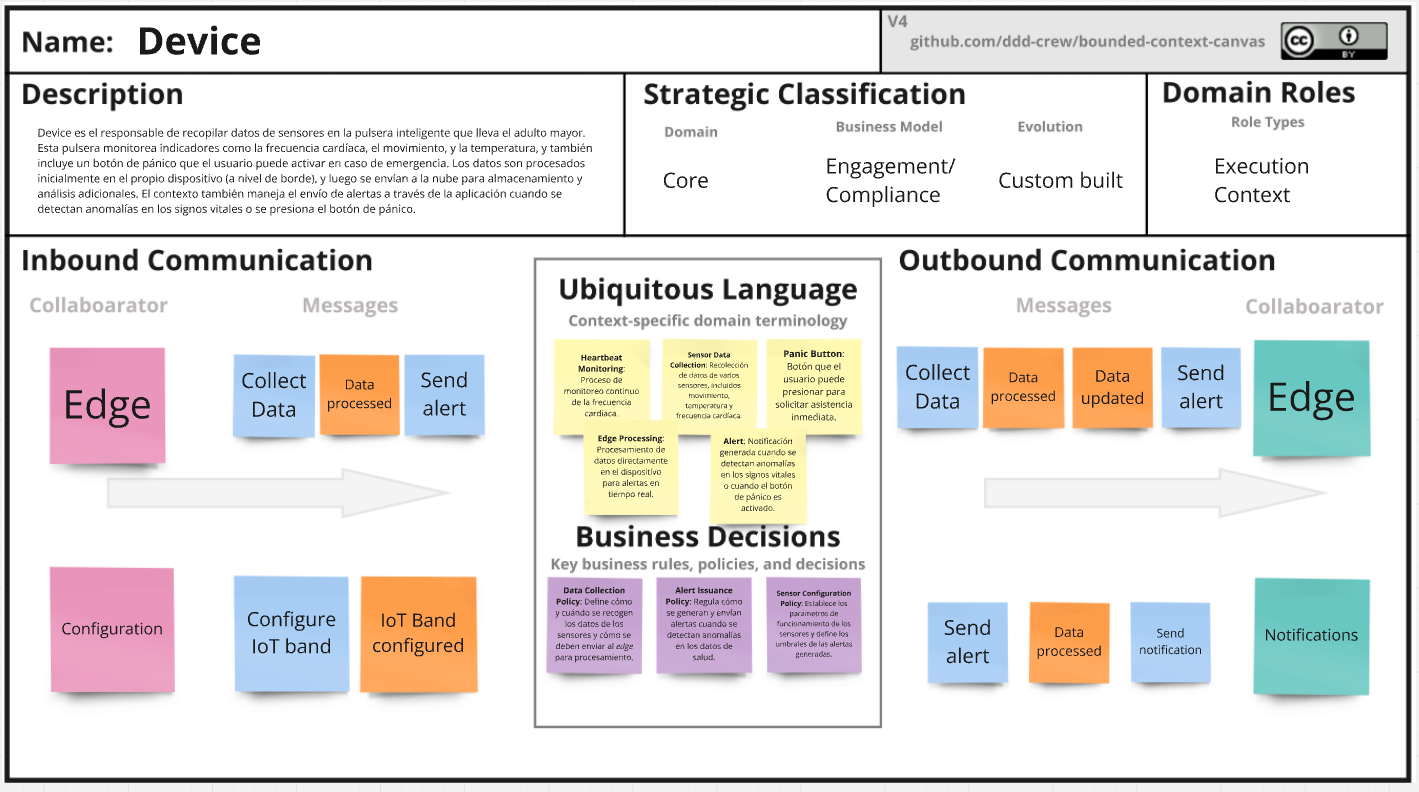 Name: Device
V4
github.com/ddd-crew/bounded-context-canvas
CC
BY
Description
Device es el responsable de recopilar datos de sensores en la pulsera inteligente que lleva el adulto mayor.
Esta pulsera monitorea indicadores como la frecuencia cardíaca, el movimiento, y la temperatura, y también
incluye un botón de pánico que el usuario puede activar en caso de emergencia. Los datos son procesados
inicialmente en el propio dispositivo (a nivel de borde), y luego se envían a la nube para almacenamiento y
análisis adicionales. El contexto también maneja el envío de alertas a través de la aplicación cuando se
detectan anomalías en los signos vitales o se presiona el botón de pánico.
Strategic Classification
Domain
Core
Business Model
Engagement/
Compliance
Evolution
Custom built
Domain Roles
Role Types
Execution
Context
Inbound Communication
Collaboarator
Messages
Edge
Collect
Data
Data
processed
Send
alert
Configuration
Configure
IoT band
IoT Band
configured
Ubiquitous Language
Context-specific domain terminology
Heartbeat
Monitoring:
Proceso de
monitoreo continuo
de la frecuencia
cardíaca.
Sensor Data
Collection: Recolección
de datos de varios
sensores, incluidos
movimiento,
temperatura y
frecuencia cardíaca.
Panic Button:
Botón que el
usuario puede
presionar para
solicitar asistencia
inmediata.
Edge Processing:
Procesamiento de
datos directamente
en el dispositivo
para alertas en
tiempo real.
Alert: Notificación
generada cuando se
detectan anomalías
en los signos vitales
o cuando el botón
de pánico es
activado.
Business Decisions
Key business rules, policies, and decisions
Data Collection
Policy: Define cómo
y cuándo se recogen
los datos de los
sensores y cómo se
deben enviar al edge
para procesamiento.
Alert Issuance
Policy: Regula cómo
se generan y envían
alertas cuando se
detectan anomalías
en los datos de
salud.
Sensor Configuration
Policy: Establece los
parámetros de
funcionamiento de los
sensores y define los
umbrales de las alertas
generadas.
Outbound Communication
Messages
Collaboarator
Collect
Data
Data
processed
Data
updated
Send
alert
Edge
Send
alert
Data
processed
Send
notification
Notifications